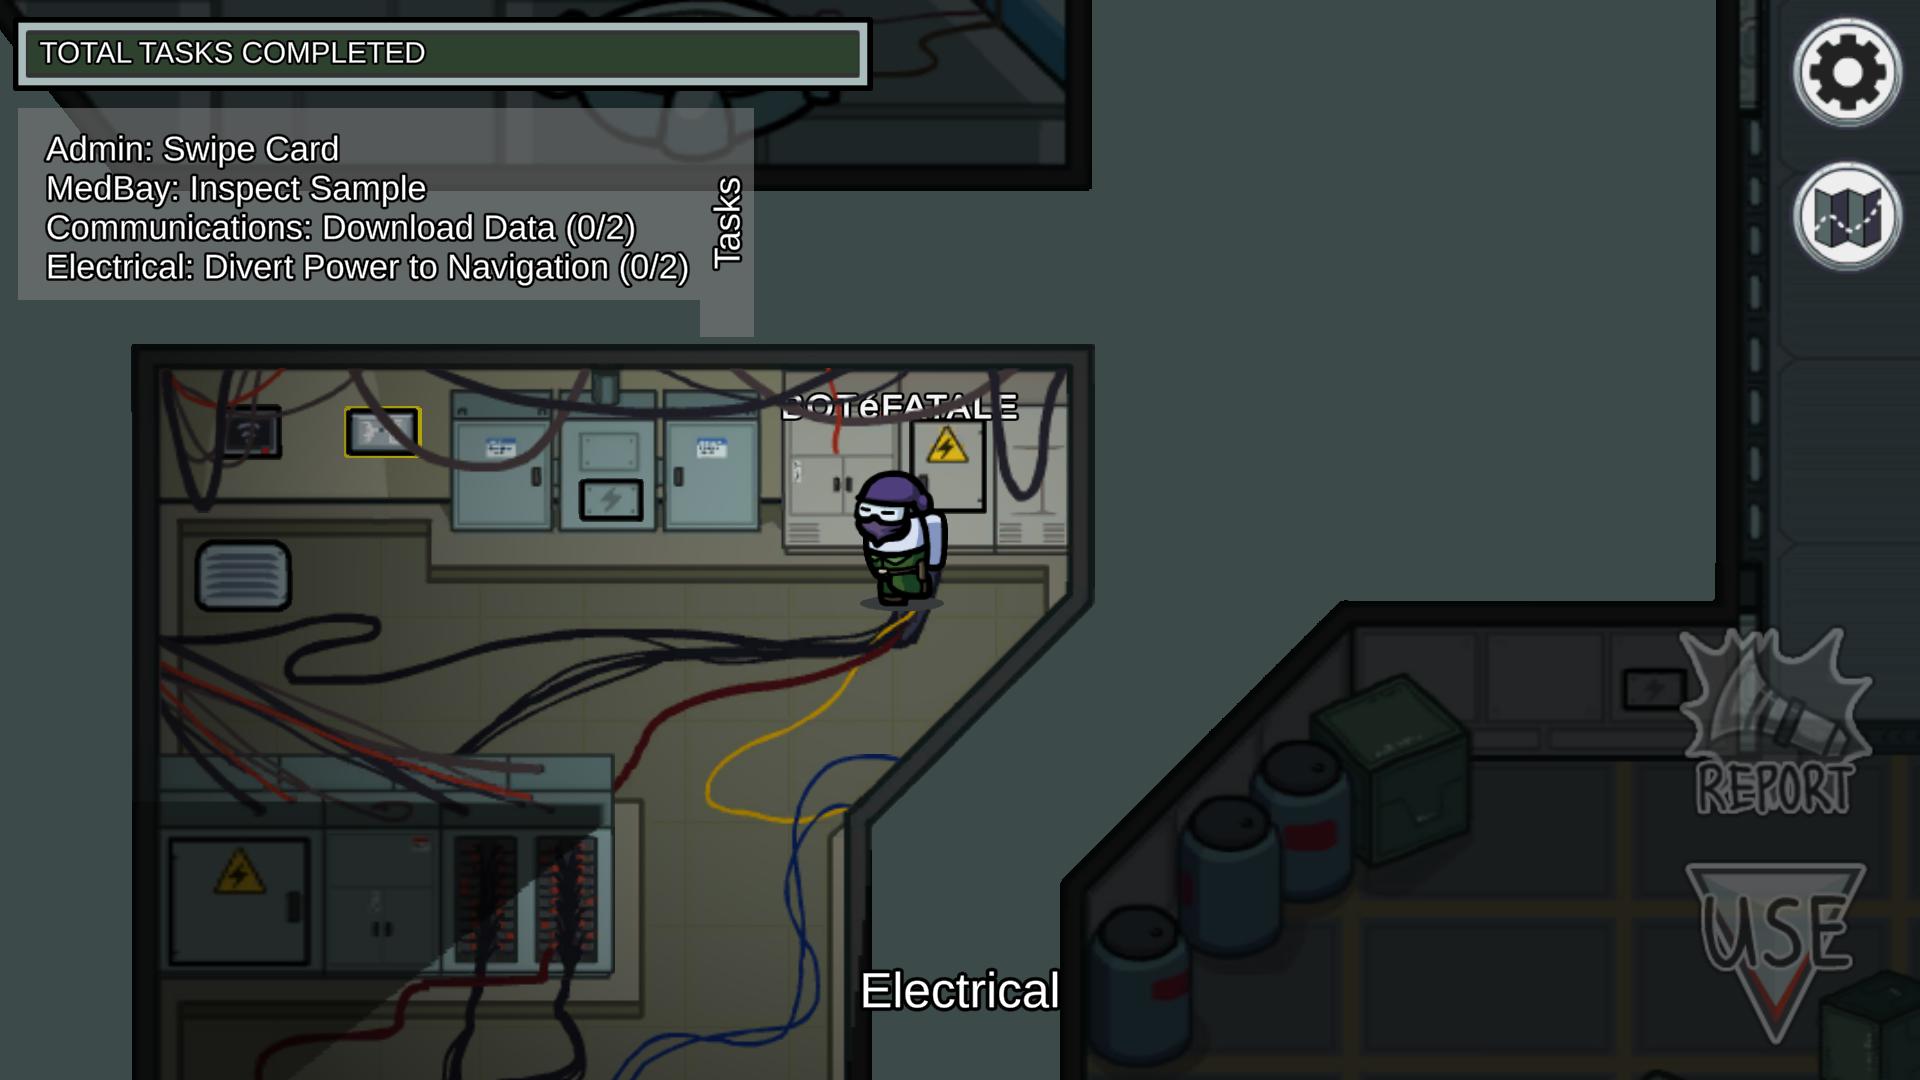 TOTAL TASKS COMPLETED
Admin: Swipe Card
MedBay: Inspect Sample
Communications: Download Data (0/2)
Electrical: Divert Power to Navigation (0/2)
Tasks
BOTéFATALE
REPORT
USE
Electrical